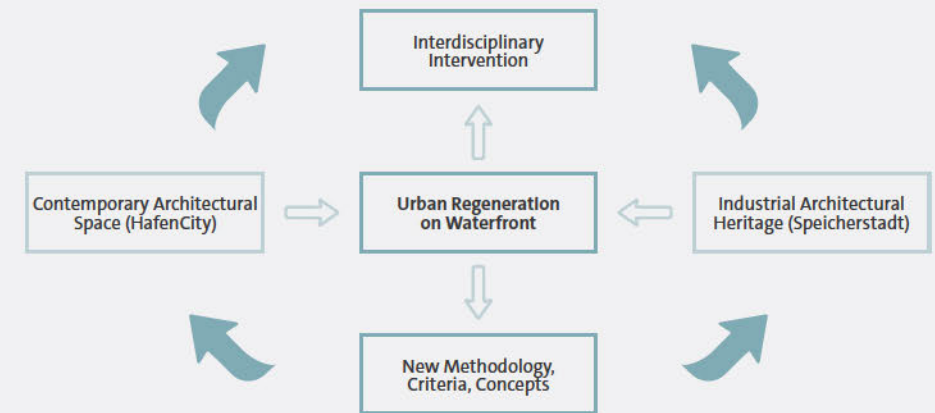 Interdisciplinary
Intervention
Contemporary Architectural
Space (HafenCity)
Urban Regeneration
on Waterfront
Industrial Architectural
Heritage (Speicherstadt)
New Methodology,
Criteria, Concepts